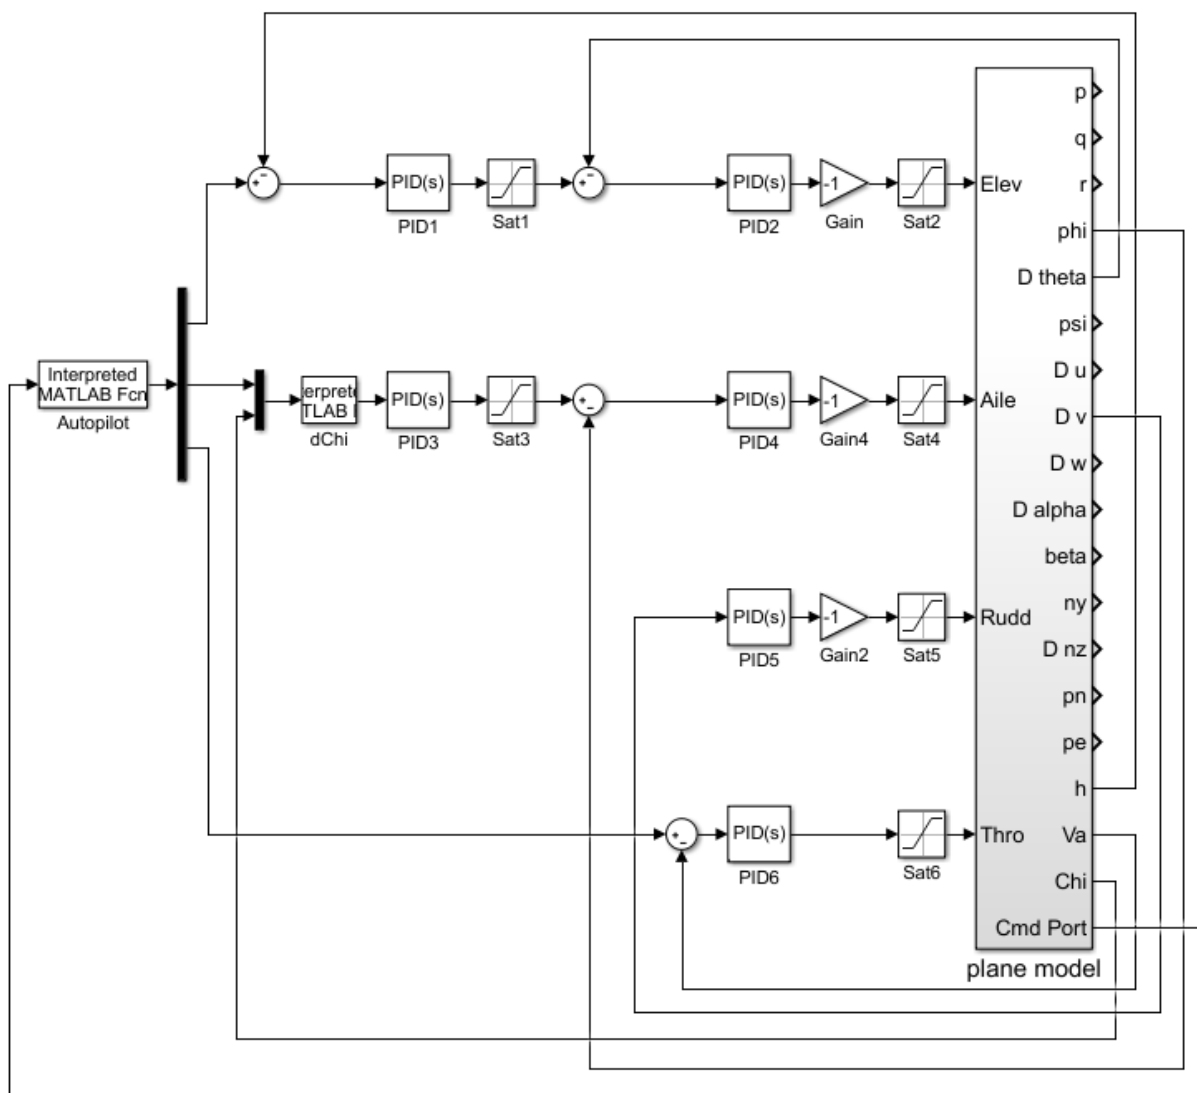 p
q
PID(s)
PID1
Sat1
PID(s)
PID2
-1
Gain
Sat2
Elev
r
phi
D theta
psi
Interpreted
MATLAB Fcn
Autopilot
erprete
TLAB I
dChi
PID(s)
PID3
Sat3
PID(s)
PID4
-1
Gain4
Sat4
Aile
D u
D v
D w
D alpha
beta
ny
PID(s)
PID5
-1
Gain2
Sat5
Rudd
D nz
pn
pe
h
PID(s)
PID6
Sat6
Thro
Va
Chi
Cmd Port
plane model